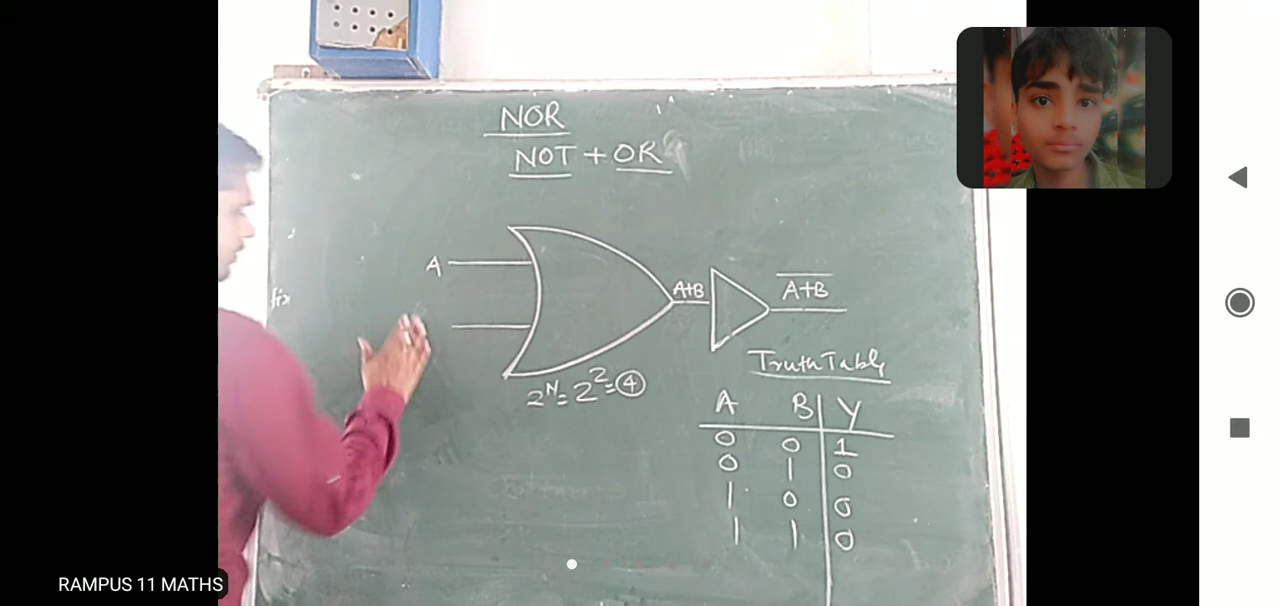 NOR
NOT + OR
A
A+B
A+B
fix
2^N = 2^2 = 4
Truth Table
A B Y
0 0 1
0 1 0
1 0 0
1 1 0
RAMPUS 11 MATHS